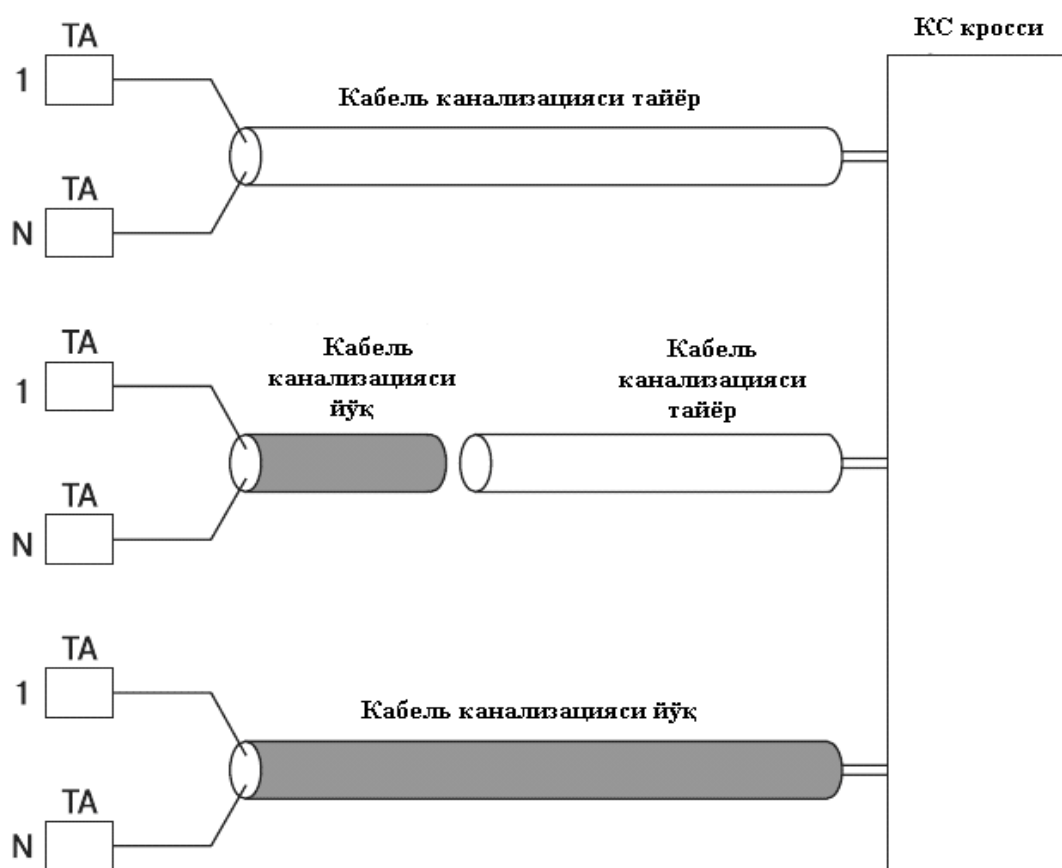 КС кросси
ТА
1
Кабель канализацияси тайёр
ТА
N
ТА
1
Кабель
канализацияси
йўқ
Кабель
канализацияси
тайёр
ТА
N
ТА
1
Кабель канализацияси йўқ
ТА
N